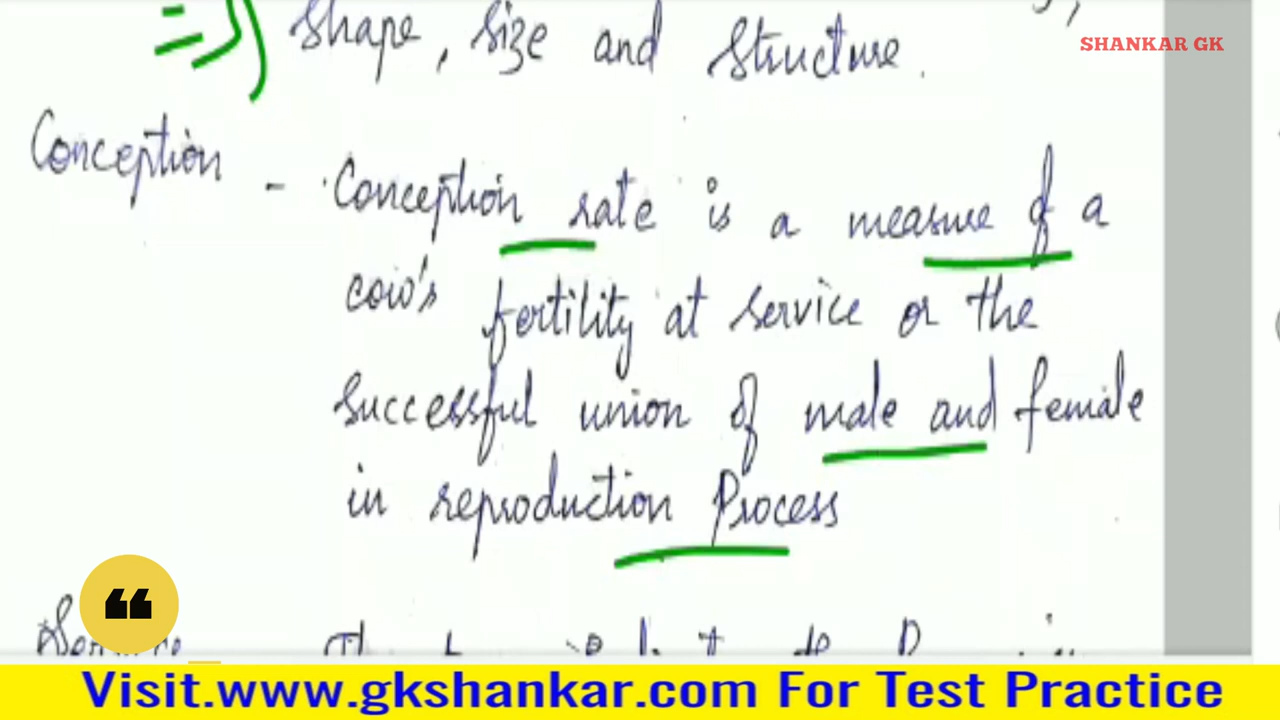 shape, size and structure.
SHANKAR GK
Conception - Conception rate is a measure of a
cow's fertility at service or the
successful union of male and female
in reproduction Process
Visit.www.gkshankar.com For Test Practice